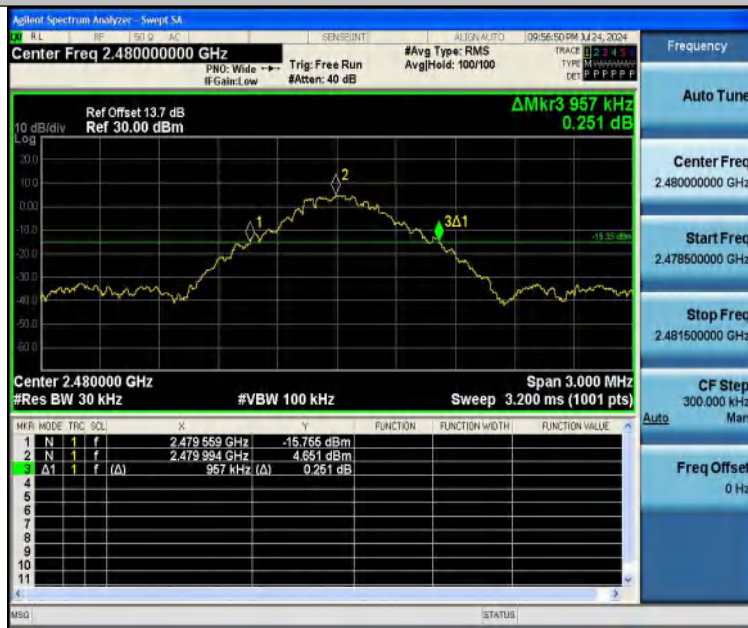 Agilent Spectrum Analyzer - Swept SA
RL RF 50 Ω AC SENSE:INT ALIGN AUTO 09:56:50 PM Jul 24, 2024
Center Freq 2.480000000 GHz
PNO: Wide
IFGain:Low
Trig: Free Run
#Atten: 40 dB
#Avg Type: RMS
Avg|Hold: 100/100
TRACE 1 2 3 4 5 6
TYPE M
DET P P P P P P
ΔMkr3 957 kHz
0.251 dB
Ref Offset 13.7 dB
10 dB/div Ref 30.00 dBm
Log
20.0
10.0
0.00
-10.0
-20.0
-30.0
-40.0
-50.0
-60.0
1
2
3Δ1
-15.35 dBm
Center 2.480000 GHz Span 3.000 MHz
#Res BW 30 kHz #VBW 100 kHz Sweep 3.200 ms (1001 pts)
MKR MODE TRC SCL X Y FUNCTION FUNCTION WIDTH FUNCTION VALUE
1 N 1 f 2.479 559 GHz -15.755 dBm
2 N 1 f 2.479 994 GHz 4.651 dBm
3 Δ1 1 f (Δ) 957 kHz (Δ) 0.251 dB
4
5
6
7
8
9
10
11
MSG STATUS
Frequency
Auto Tune
Center Freq
2.480000000 GHz
Start Freq
2.478500000 GHz
Stop Freq
2.481500000 GHz
CF Step
300.000 kHz
Auto Man
Freq Offset
0 Hz